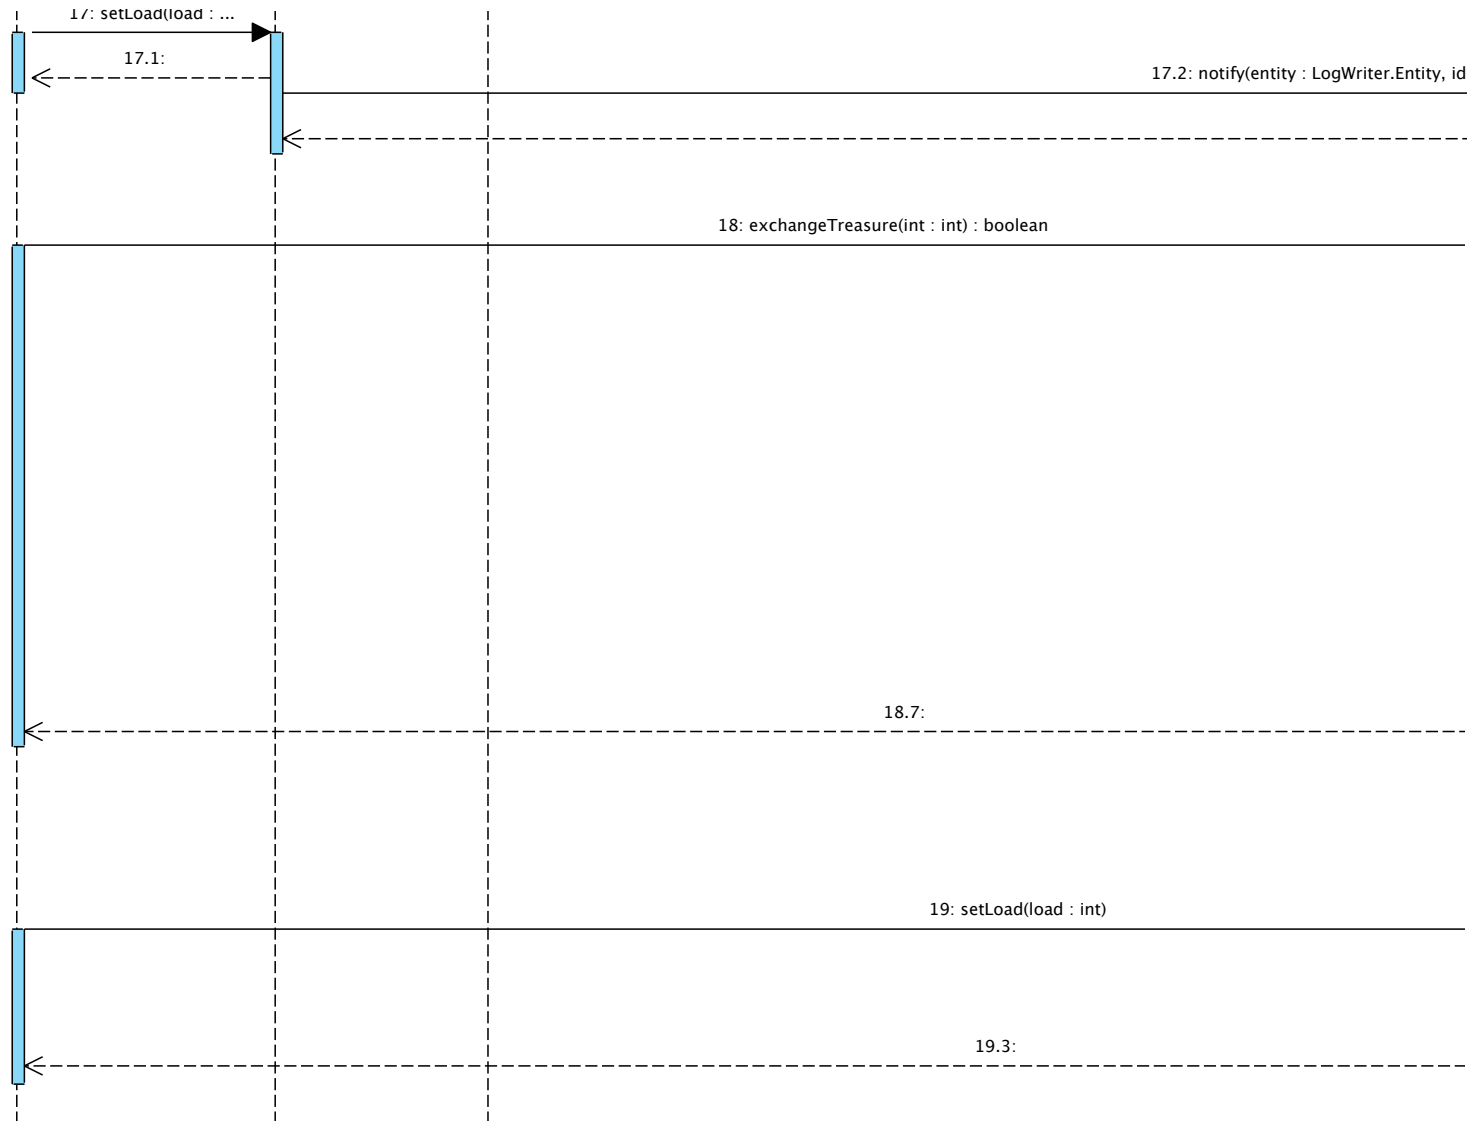 17: setLoad(load : ...
17.1:
17.2: notify(entity : LogWriter.Entity, id
18: exchangeTreasure(int : int) : boolean
18.7:
19: setLoad(load : int)
19.3: